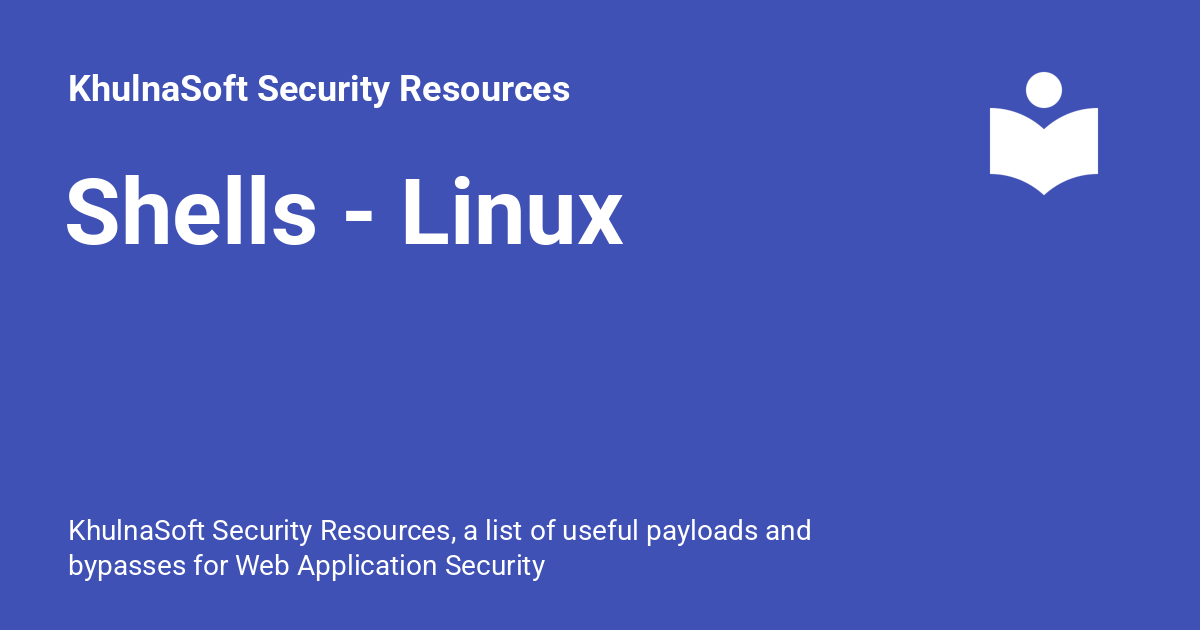 KhulnaSoft Security Resources
Shells - Linux
KhulnaSoft Security Resources, a list of useful payloads and
bypasses for Web Application Security